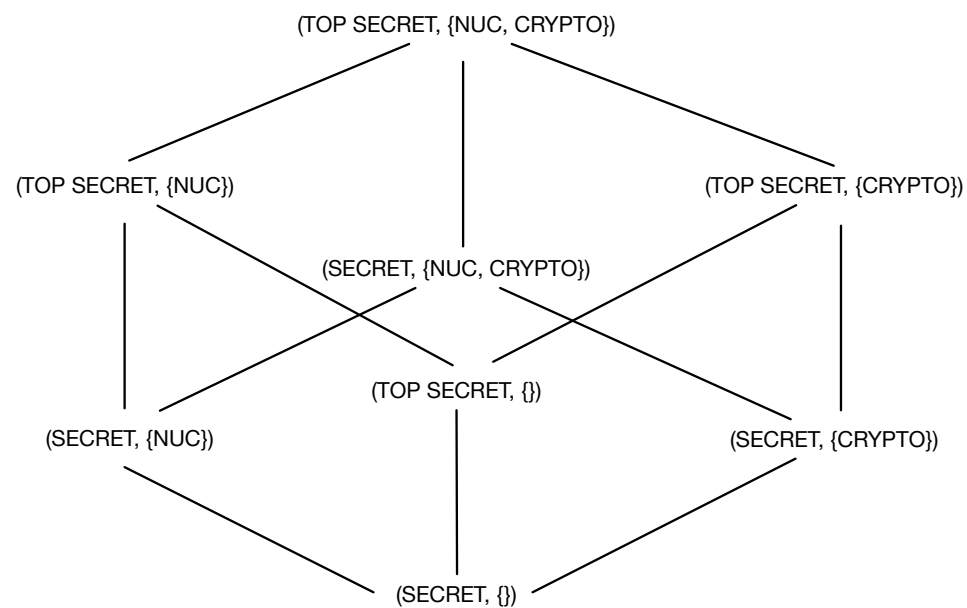 (TOP SECRET, {NUC, CRYPTO})
(TOP SECRET, {NUC})
(TOP SECRET, {CRYPTO})
(SECRET, {NUC, CRYPTO})
(TOP SECRET, {})
(SECRET, {NUC})
(SECRET, {CRYPTO})
(SECRET, {})